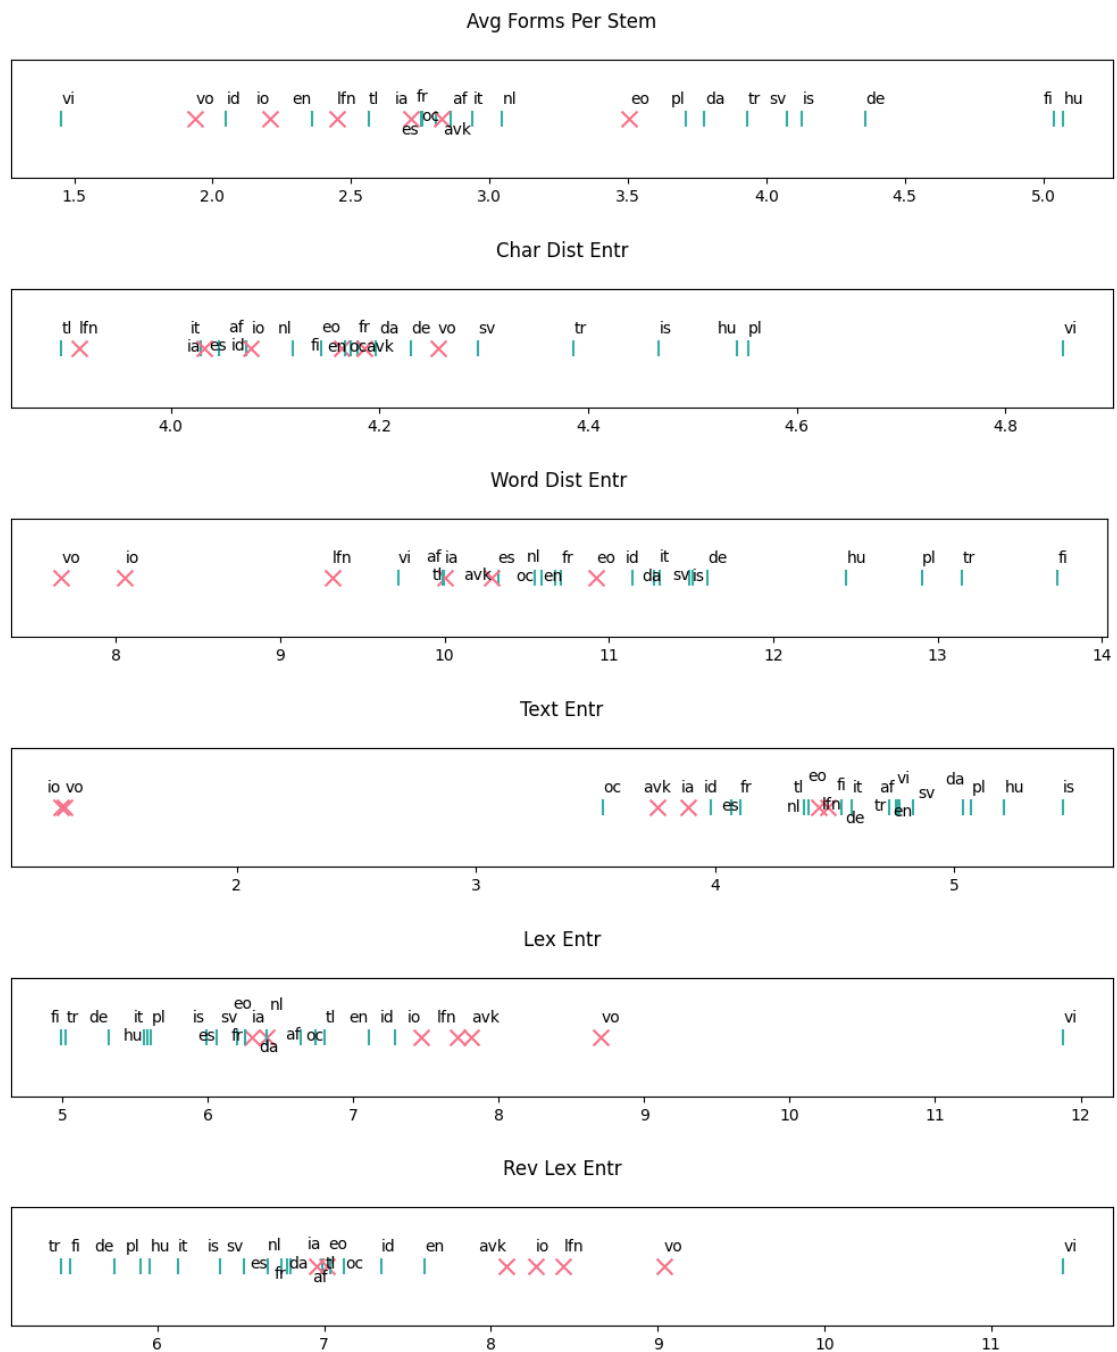 Avg Forms Per Stem
vi vo id io en lfn tl ia fr af it nl eo pl da tr sv is de fi hu
oc
es avk
1.5 2.0 2.5 3.0 3.5 4.0 4.5 5.0
Char Dist Entr
tl lfn it af io nl eo fr da de vo sv tr is hu pl vi
ia es id fi en oc avk
4.0 4.2 4.4 4.6 4.8
Word Dist Entr
vo io lfn vi af ia es nl fr eo id it de hu pl tr fi
tl avk oc en da sv is
8 9 10 11 12 13 14
Text Entr
eo vi da
io vo oc avk ia id fr tl fi it af sv pl hu is
es nl lfn tr en
de
2 3 4 5
Lex Entr
eo nl
fi tr de it pl is sv ia tl en id io lfn avk vo vi
hu es fr af oc
da
5 6 7 8 9 10 11 12
Rev Lex Entr
tr fi de pl hu it is sv nl ia eo id en avk io lfn vo vi
es da tl oc
fr af
6 7 8 9 10 11